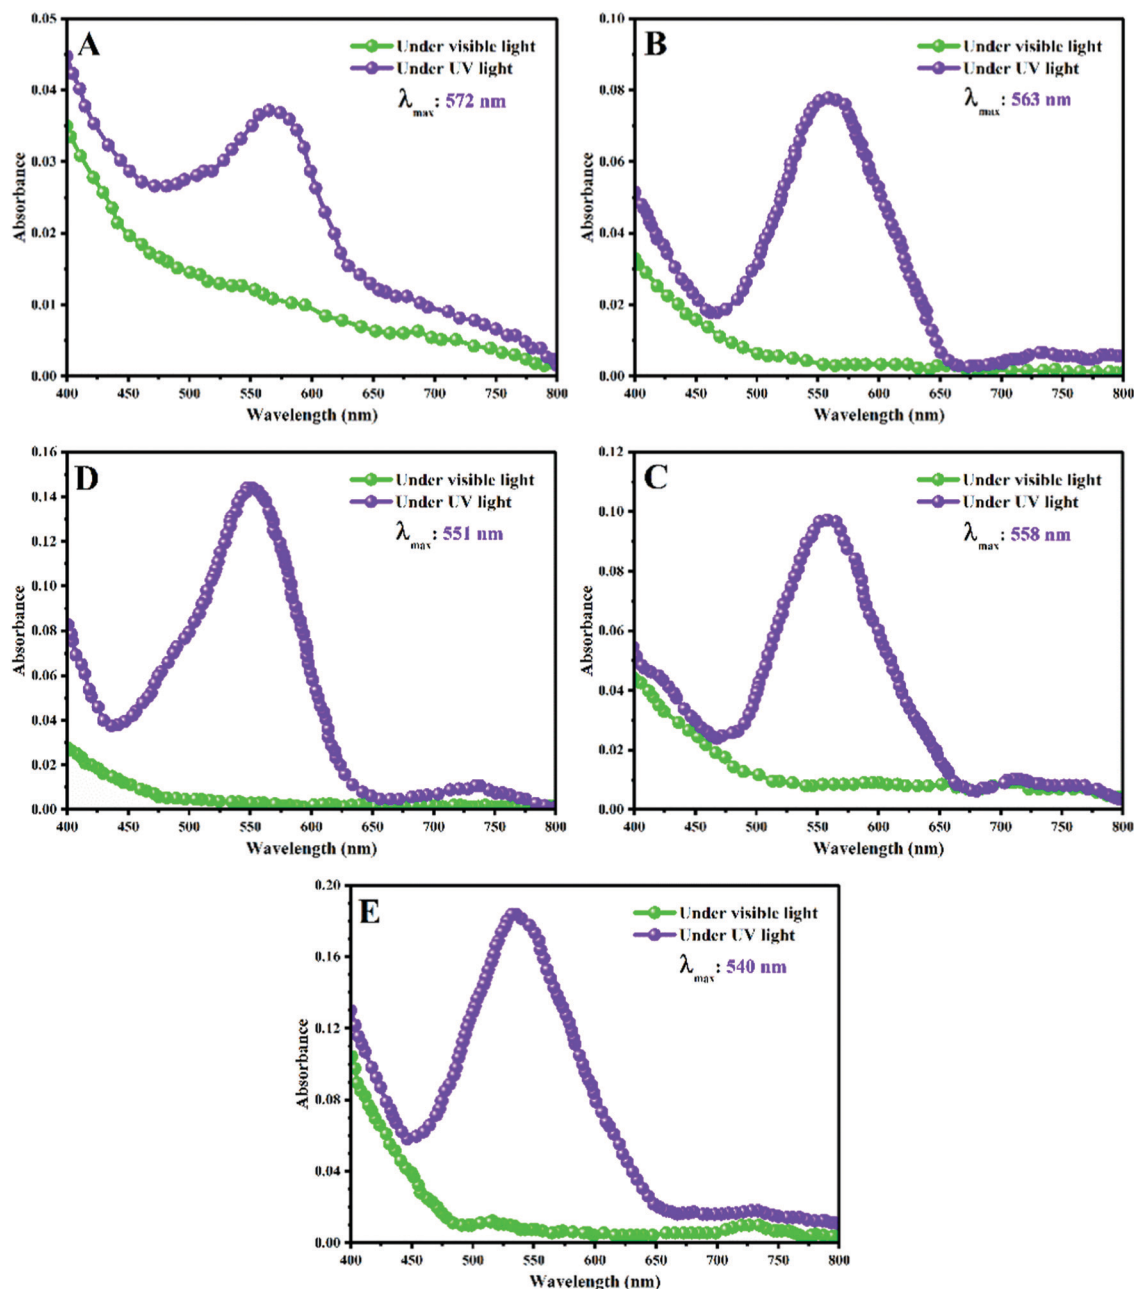 A
Under visible light
Under UV light
λmax: 572 nm
0.05
0.04
0.03
0.02
0.01
0.00
Absorbance
400 450 500 550 600 650 700 750 800
Wavelength (nm)
B
Under visible light
Under UV light
λmax: 563 nm
0.10
0.08
0.06
0.04
0.02
0.00
Absorbance
400 450 500 550 600 650 700 750 800
Wavelength (nm)
D
Under visible light
Under UV light
λmax: 551 nm
0.16
0.14
0.12
0.10
0.08
0.06
0.04
0.02
0.00
Absorbance
400 450 500 550 600 650 700 750 800
Wavelength (nm)
C
Under visible light
Under UV light
λmax: 558 nm
0.12
0.10
0.08
0.06
0.04
0.02
0.00
Absorbance
400 450 500 550 600 650 700 750 800
Wavelength (nm)
E
Under visible light
Under UV light
λmax: 540 nm
0.20
0.16
0.12
0.08
0.04
0.00
Absorbance
400 450 500 550 600 650 700 750 800
Wavelength (nm)